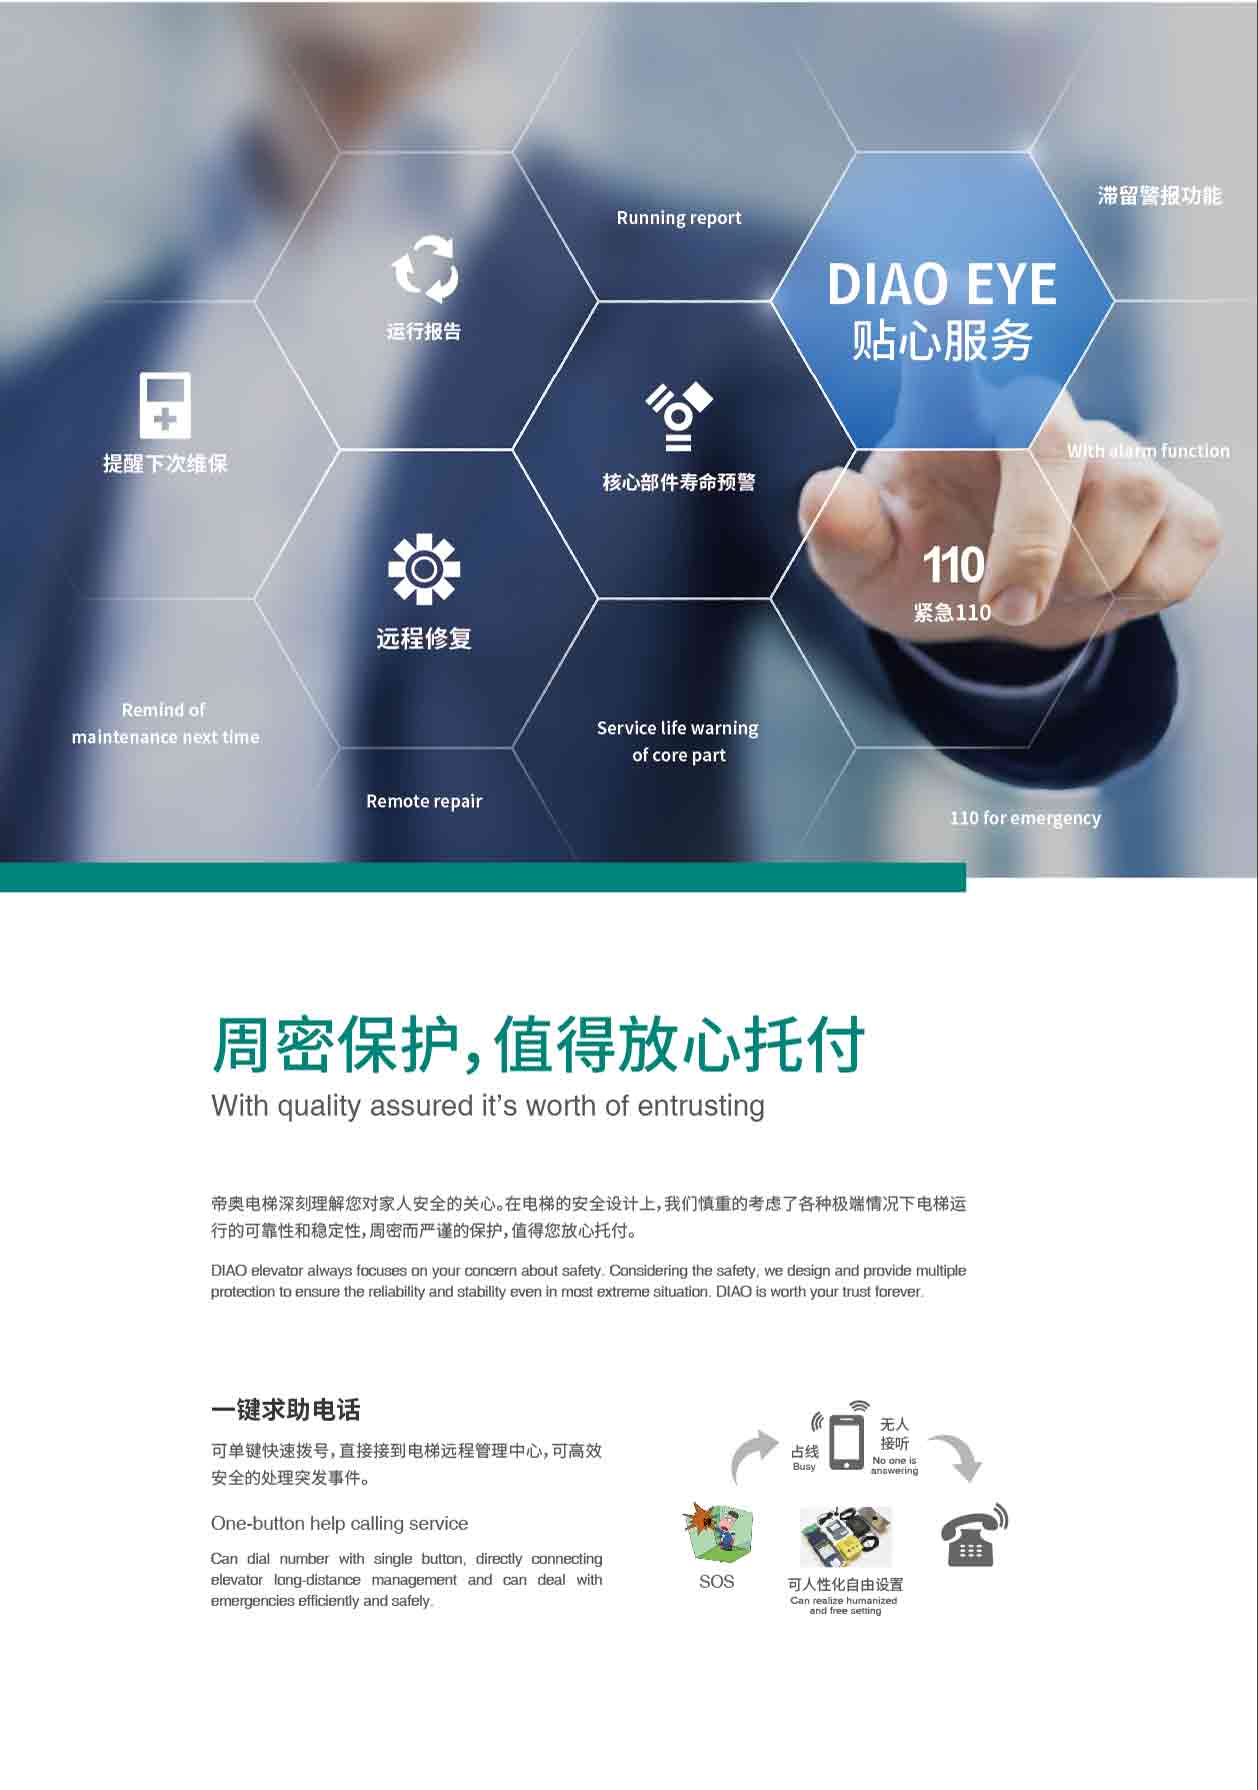 滞留警报功能
Running report
DIAO EYE
贴心服务
运行报告
提醒下次维保
核心部件寿命预警
With alarm function
110
紧急110
远程修复
Remind of
maintenance next time
Service life warning
of core part
Remote repair
110 for emergency
周密保护，值得放心托付
With quality assured it’s worth of entrusting
帝奥电梯深刻理解您对家人安全的关心。在电梯的安全设计上，我们慎重的考虑了各种极端情况下电梯运
行的可靠性和稳定性，周密而严谨的保护，值得您放心托付。
DIAO elevator always focuses on your concern about safety. Considering the safety, we design and provide multiple
protection to ensure the reliability and stability even in most extreme situation. DIAO is worth your trust forever.
一键求助电话
可单键快速拨号，直接接到电梯远程管理中心，可高效
安全的处理突发事件。
One-button help calling service
Can dial number with single button, directly connecting
elevator long-distance management and can deal with
emergencies efficiently and safely.
占线
Busy
无人
接听
No one is
answering
SOS
可人性化自由设置
Can realize humanized
and free setting